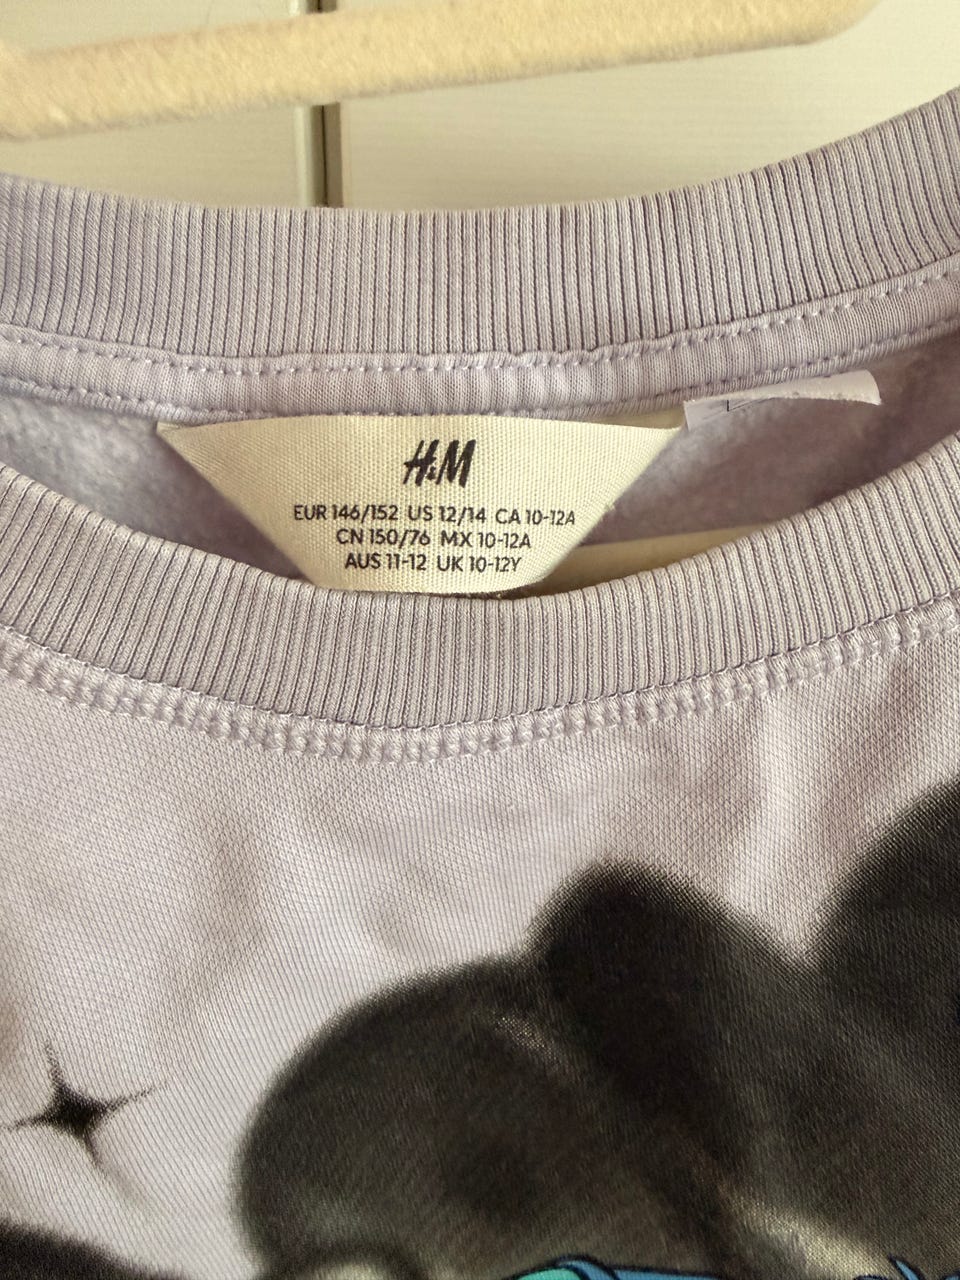 H&M
EUR 146/152 US 12/14 CA 10-12A
CN 150/76 MX 10-12A
AUS 11-12 UK 10-12Y